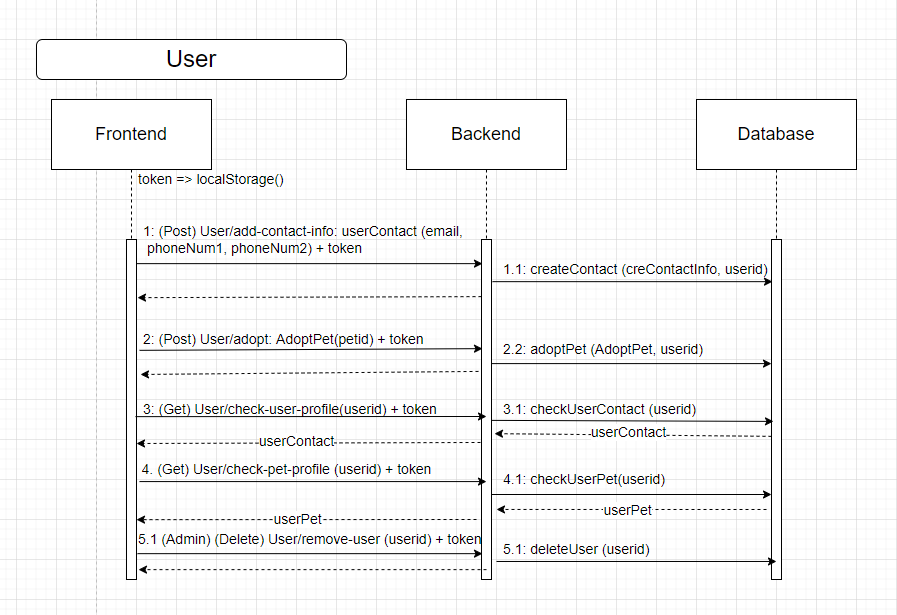 User
Frontend
Backend
Database
token => localStorage()
1: (Post) User/add-contact-info: userContact (email,
phoneNum1, phoneNum2) + token
1.1: createContact (creContactInfo, userid)
2: (Post) User/adopt: AdoptPet(petid) + token
2.2: adoptPet (AdoptPet, userid)
3: (Get) User/check-user-profile(userid) + token
3.1: checkUserContact (userid)
userContact
userContact
4. (Get) User/check-pet-profile (userid) + token
4.1: checkUserPet(userid)
userPet
userPet
5.1 (Admin) (Delete) User/remove-user (userid) + token
5.1: deleteUser (userid)